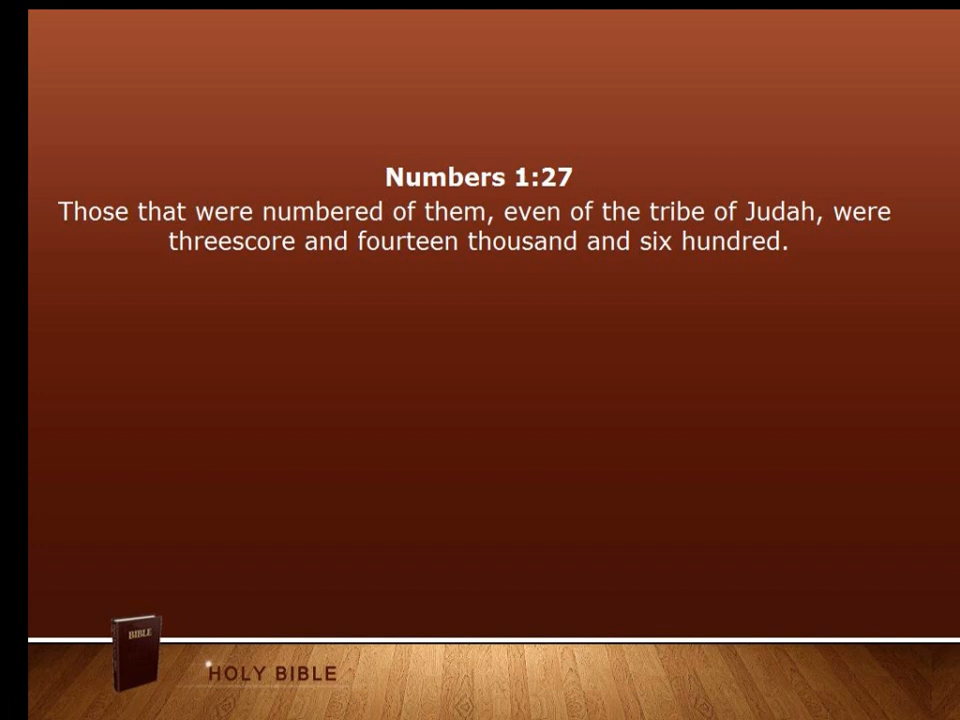 Numbers 1:27
Those that were numbered of them, even of the tribe of Judah, were
threescore and fourteen thousand and six hundred.
BIBLE
HOLY BIBLE